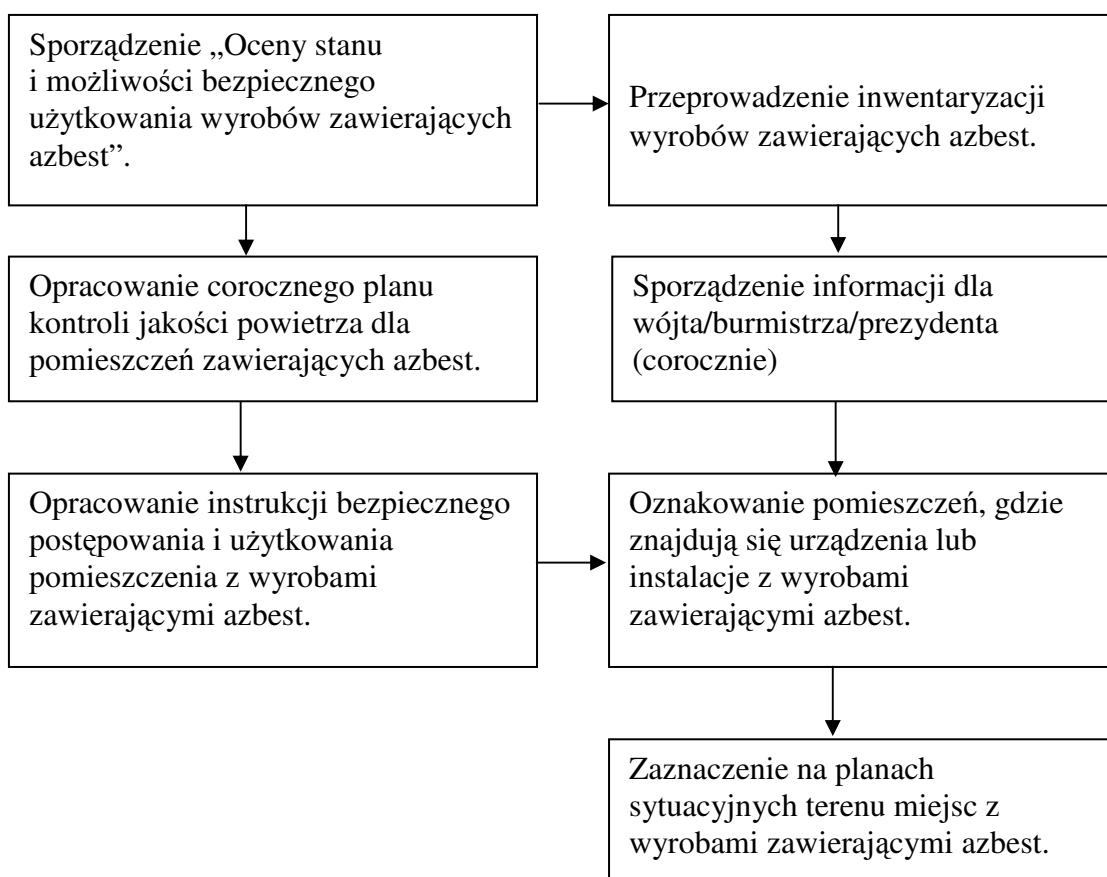 Sporządzenie „Oceny stanu
i możliwości bezpiecznego
użytkowania wyrobów zawierających
azbest”.
Przeprowadzenie inwentaryzacji
wyrobów zawierających azbest.
Opracowanie corocznego planu
kontroli jakości powietrza dla
pomieszczeń zawierających azbest.
Sporządzenie informacji dla
wójta/burmistrza/prezydenta
(corocznie)
Opracowanie instrukcji bezpiecznego
postępowania i użytkowania
pomieszczenia z wyrobami
zawierającymi azbest.
Oznakowanie pomieszczeń, gdzie
znajdują się urządzenia lub
instalacje z wyrobami
zawierającymi azbest.
Zaznaczenie na planach
sytuacyjnych terenu miejsc z
wyrobami zawierającymi azbest.